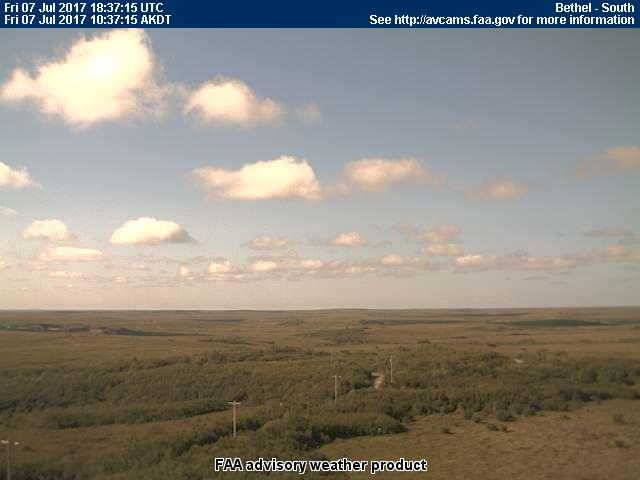 Fri 07 Jul 2017 18:37:15 UTC
Bethel - South
Fri 07 Jul 2017 10:37:15 AKDT
See http://avcams.faa.gov for more information
FAA advisory weather product